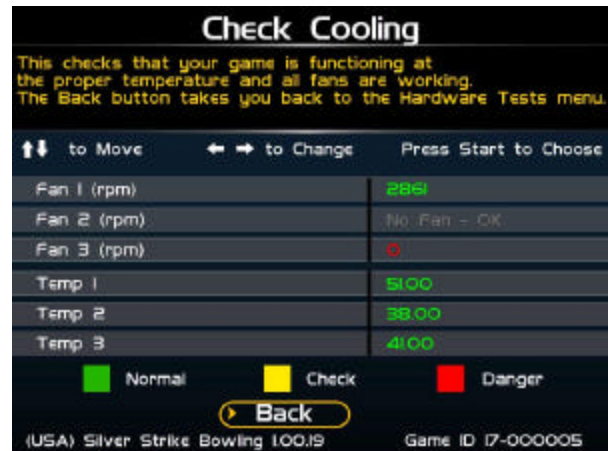 Check Cooling
This checks that your game is functioning at
the proper temperature and all fans are working.
The Back button takes you back to the Hardware Tests menu.
to Move to Change Press Start to Choose
Fan 1 (rpm) 2861
Fan 2 (rpm) No Fan - OK
Fan 3 (rpm) 0
Temp 1 51.00
Temp 2 38.00
Temp 3 41.00
Normal Check Danger
Back
(USA) Silver Strike Bowling 1.00.19 Game ID 17-000005